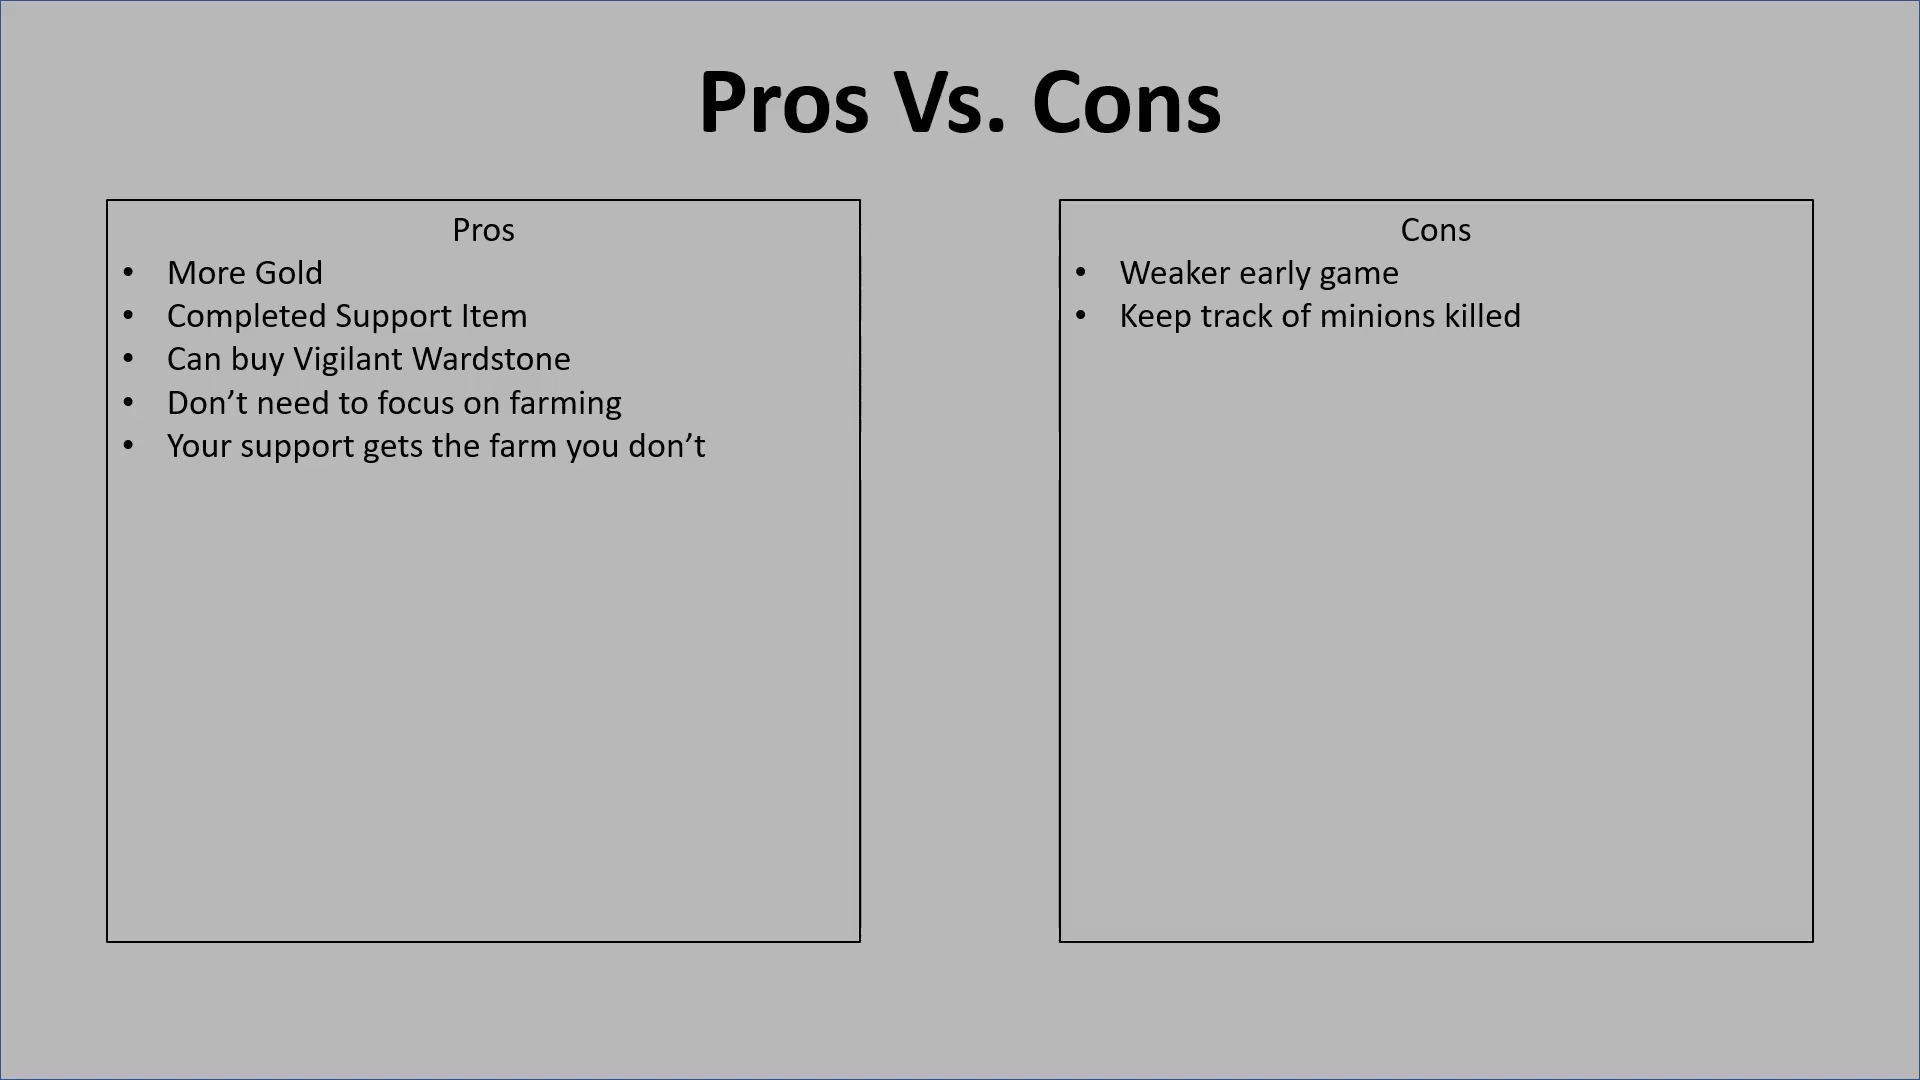 Pros Vs. Cons
Pros
• More Gold
• Completed Support Item
• Can buy Vigilant Wardstone
• Don’t need to focus on farming
• Your support gets the farm you don’t
Cons
• Weaker early game
• Keep track of minions killed